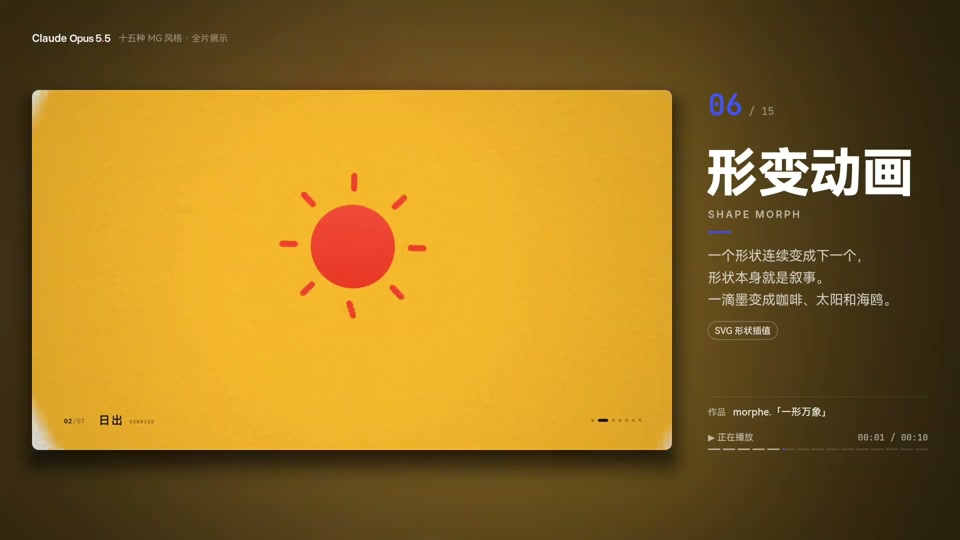 Claude Opus 5.5 十五种 MG 风格 · 全片展示
06 / 15
形变动画
SHAPE MORPH
一个形状连续变成下一个，
形状本身就是叙事。
一滴墨变成咖啡、太阳和海鸥。
SVG 形状插值
作品 morphe.「一形万象」
▶ 正在播放 00:01 / 00:10
02/07 日出 SUNRISE